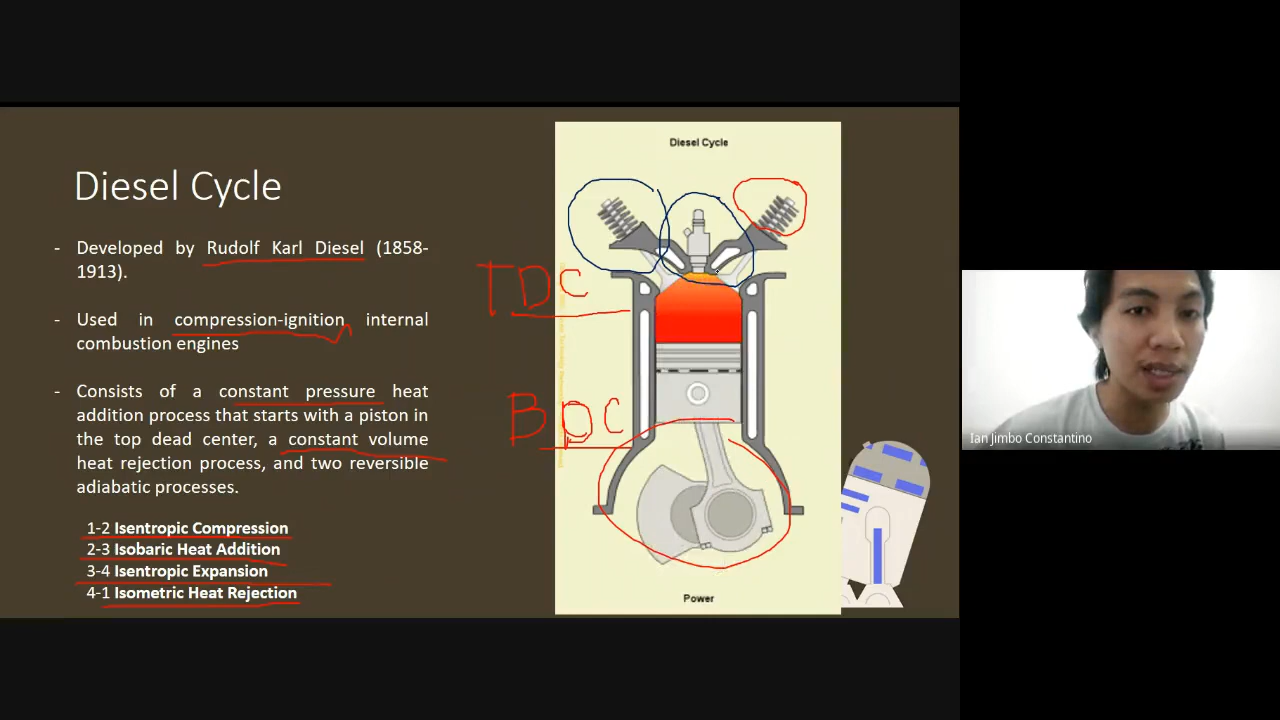 Diesel Cycle
- Developed by Rudolf Karl Diesel (1858-
1913).
- Used in compression-ignition internal
combustion engines
- Consists of a constant pressure heat
addition process that starts with a piston in
the top dead center, a constant volume
heat rejection process, and two reversible
adiabatic processes.
1-2 Isentropic Compression
2-3 Isobaric Heat Addition
3-4 Isentropic Expansion
4-1 Isometric Heat Rejection
Diesel Cycle
TDC
BDC
Power
Ian Jimbo Constantino